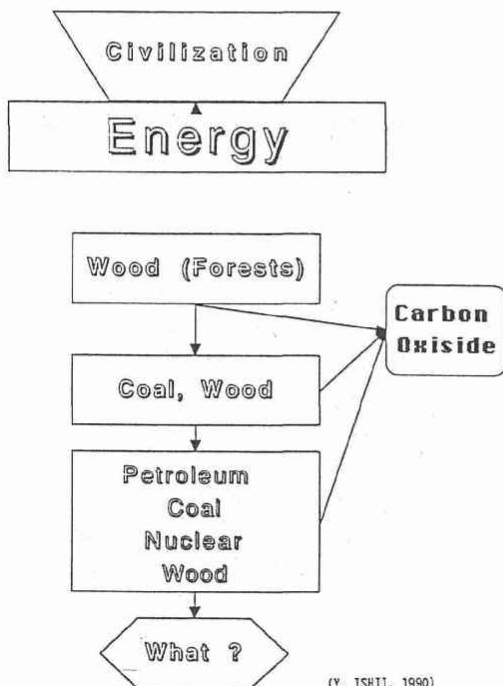 Civilization
Energy
Wood (Forests)
Carbon
Oxiside
Coal, Wood
Petroleum
Coal
Nuclear
Wood
What ?
(Y. ISHII, 1990)